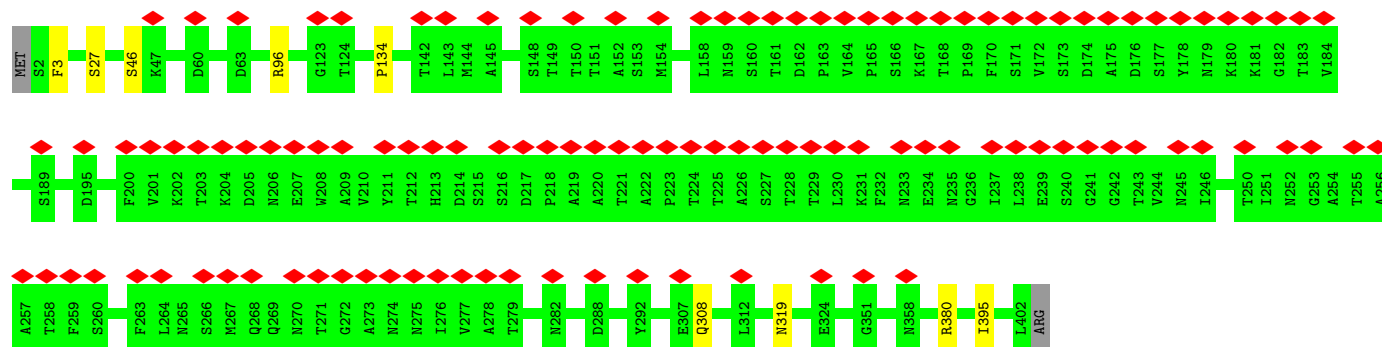 MET S2 F3 S27 S46 K47 D60 D63 R96 G123 T124 P134 T142 L143 M144 A145 S148 T149 T150 T151 A152 S153 M154 L158 N159 S160 T161 D162 P163 V164 P165 S166 K167 T168 P169 F170 S171 V172 S173 D174 A175 D176 S177 Y178 N179 K180 K181 G182 T183 V184
S189 D195 F200 V201 K202 T203 K204 D205 N206 E207 W208 A209 V210 Y211 T212 H213 D214 S215 S216 D217 P218 A219 A220 T221 A222 P223 T224 T225 A226 S227 T228 T229 L230 K231 F232 N233 E234 N235 G236 I237 L238 E239 S240 G241 G242 T243 V244 N245 I246 T250 I251 N252 G253 A254 T255 A256
A257 T258 F259 S260 F263 L264 N265 S266 M267 Q268 Q269 N270 T271 G272 A273 N274 N275 I276 V277 A278 T279 N282 D288 Y292 E307 Q308 L312 N319 E324 G351 N358 R380 I395 L402 ARG